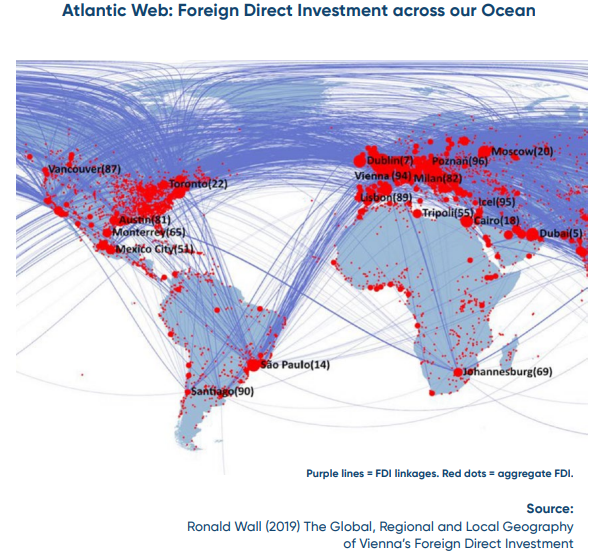 Atlantic Web: Foreign Direct Investment across our Ocean
Vancouver(87)
Toronto(22)
Austin(81)
Monterrey(65)
Mexico City(51)
Dublin(7)
Poznań(96)
Moscow(20)
Vienna (94)
Milan(82)
Lisbon(89)
Icel(95)
Tripoli(55)
Cairo(18)
Dubai(5)
São Paulo(14)
Johannesburg(69)
Santiago(90)
Purple lines = FDI linkages. Red dots = aggregate FDI.
Source:
Ronald Wall (2019) The Global, Regional and Local Geography
of Vienna's Foreign Direct Investment